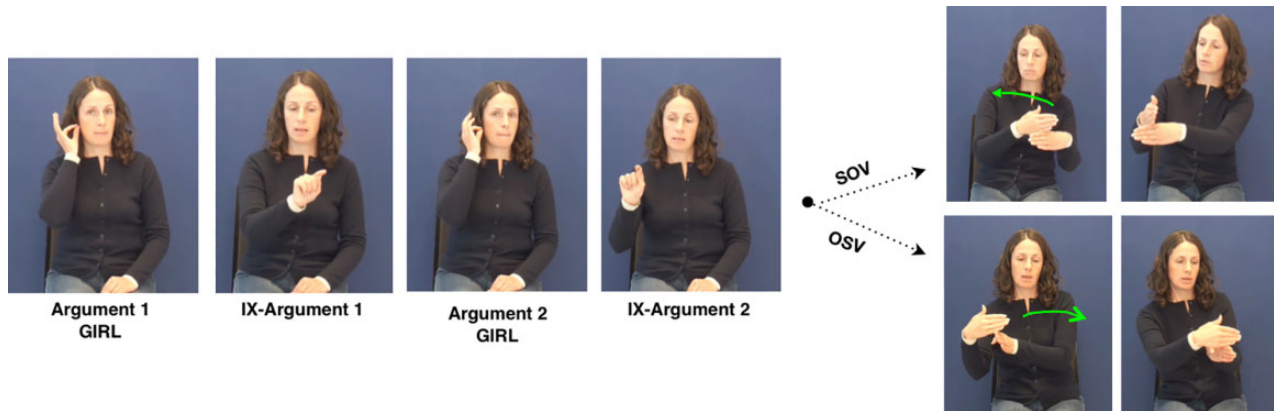 Argument 1
GIRL
IX-Argument 1
Argument 2
GIRL
IX-Argument 2
SOV
OSV